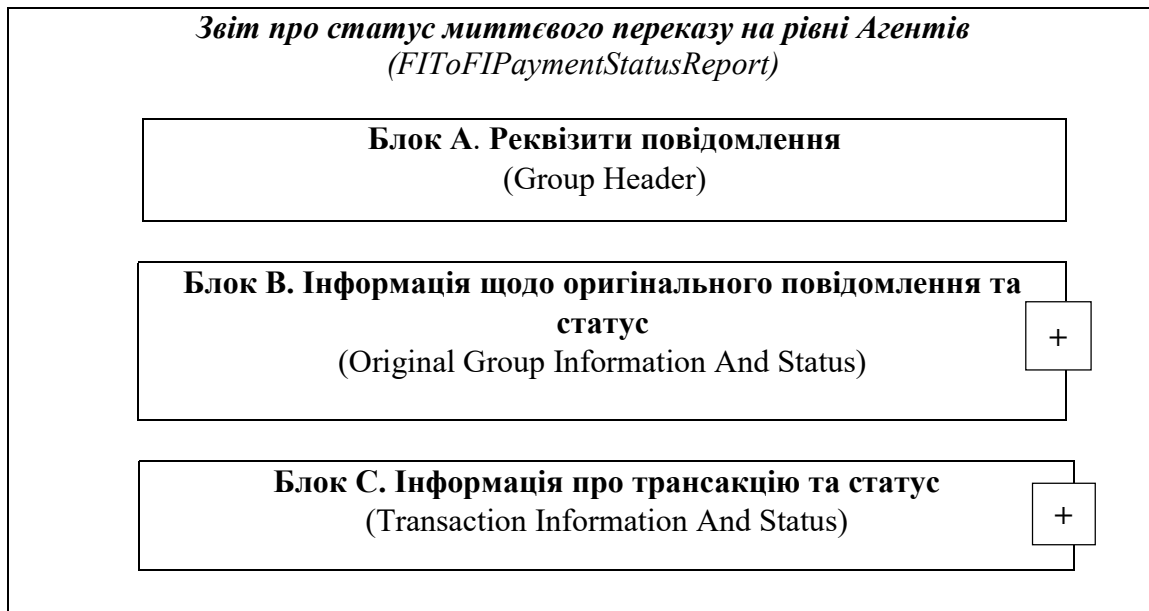 Звіт про статус миттєвого переказу на рівні Агентів
(FIToFIPaymentStatusReport)
Блок А. Реквізити повідомлення
(Group Header)
Блок В. Інформація щодо оригінального повідомлення та
статус
(Original Group Information And Status)
+
Блок С. Інформація про трансакцію та статус
(Transaction Information And Status)
+